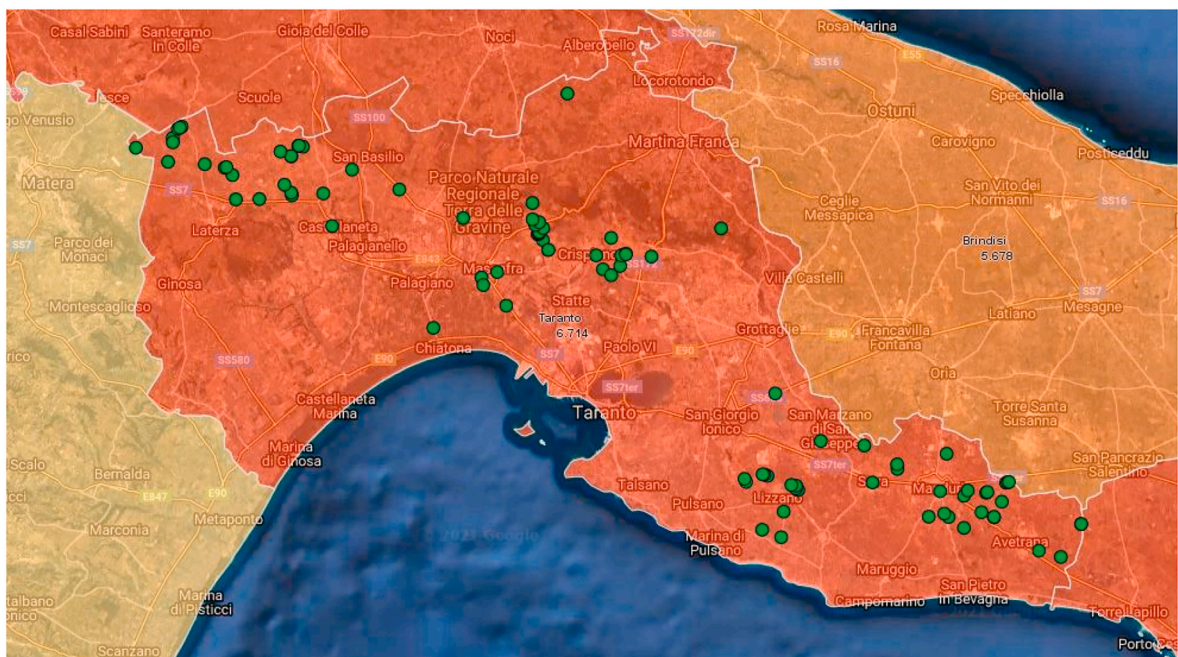 Casal Sabini
Santeramo
In Colle
Gioia del Colle
Noci
Alberobello
SS172dir
Rosa Marina
E55
SS16
Locorotondo
Jesce
Scuole
Specchiolla
SS99
SS100
Ostuni
Carovigno
Posticeddu
San Basilio
Martina Franca
Matera
SS7
Parco Naturale
Regionale
Terra delle
Gravine
San Vito dei
Normanni
SS16
Ceglie
Messapica
Laterza
Castellaneta
Palagianello
SS7
Parco dei
Monaci
E843
Crispiano
SS172
Brindisi
5.678
Massafra
Villa Castelli
Ginosa
Palagiano
SS7
Mesagne
Montescaglioso
Statte
Latiano
Taranto
6.714
Grottaglie
E90
Francavilla
Fontana
Chiatona
Paolo VI
E90
SS7
E90
SS580
Oria
SS7ter
Castellaneta
Marina
Taranto
San Giorgio
Ionico
San Marzano
di San
Giuseppe
Torre Santa
Susanna
Marina
di Ginosa
San Pancrazio
Salentino
Scalo
Bernalda
SS7ter
Talsano
Lizzano
Sava
Manduria
E847
E90
Pulsano
Metaponto
Marconia
Marina di
Pulsano
Avetrana
Maruggio
San Pietro
in Bevagna
Marina
di Pisticci
Campomarino
Torre Lapillo
Scanzano